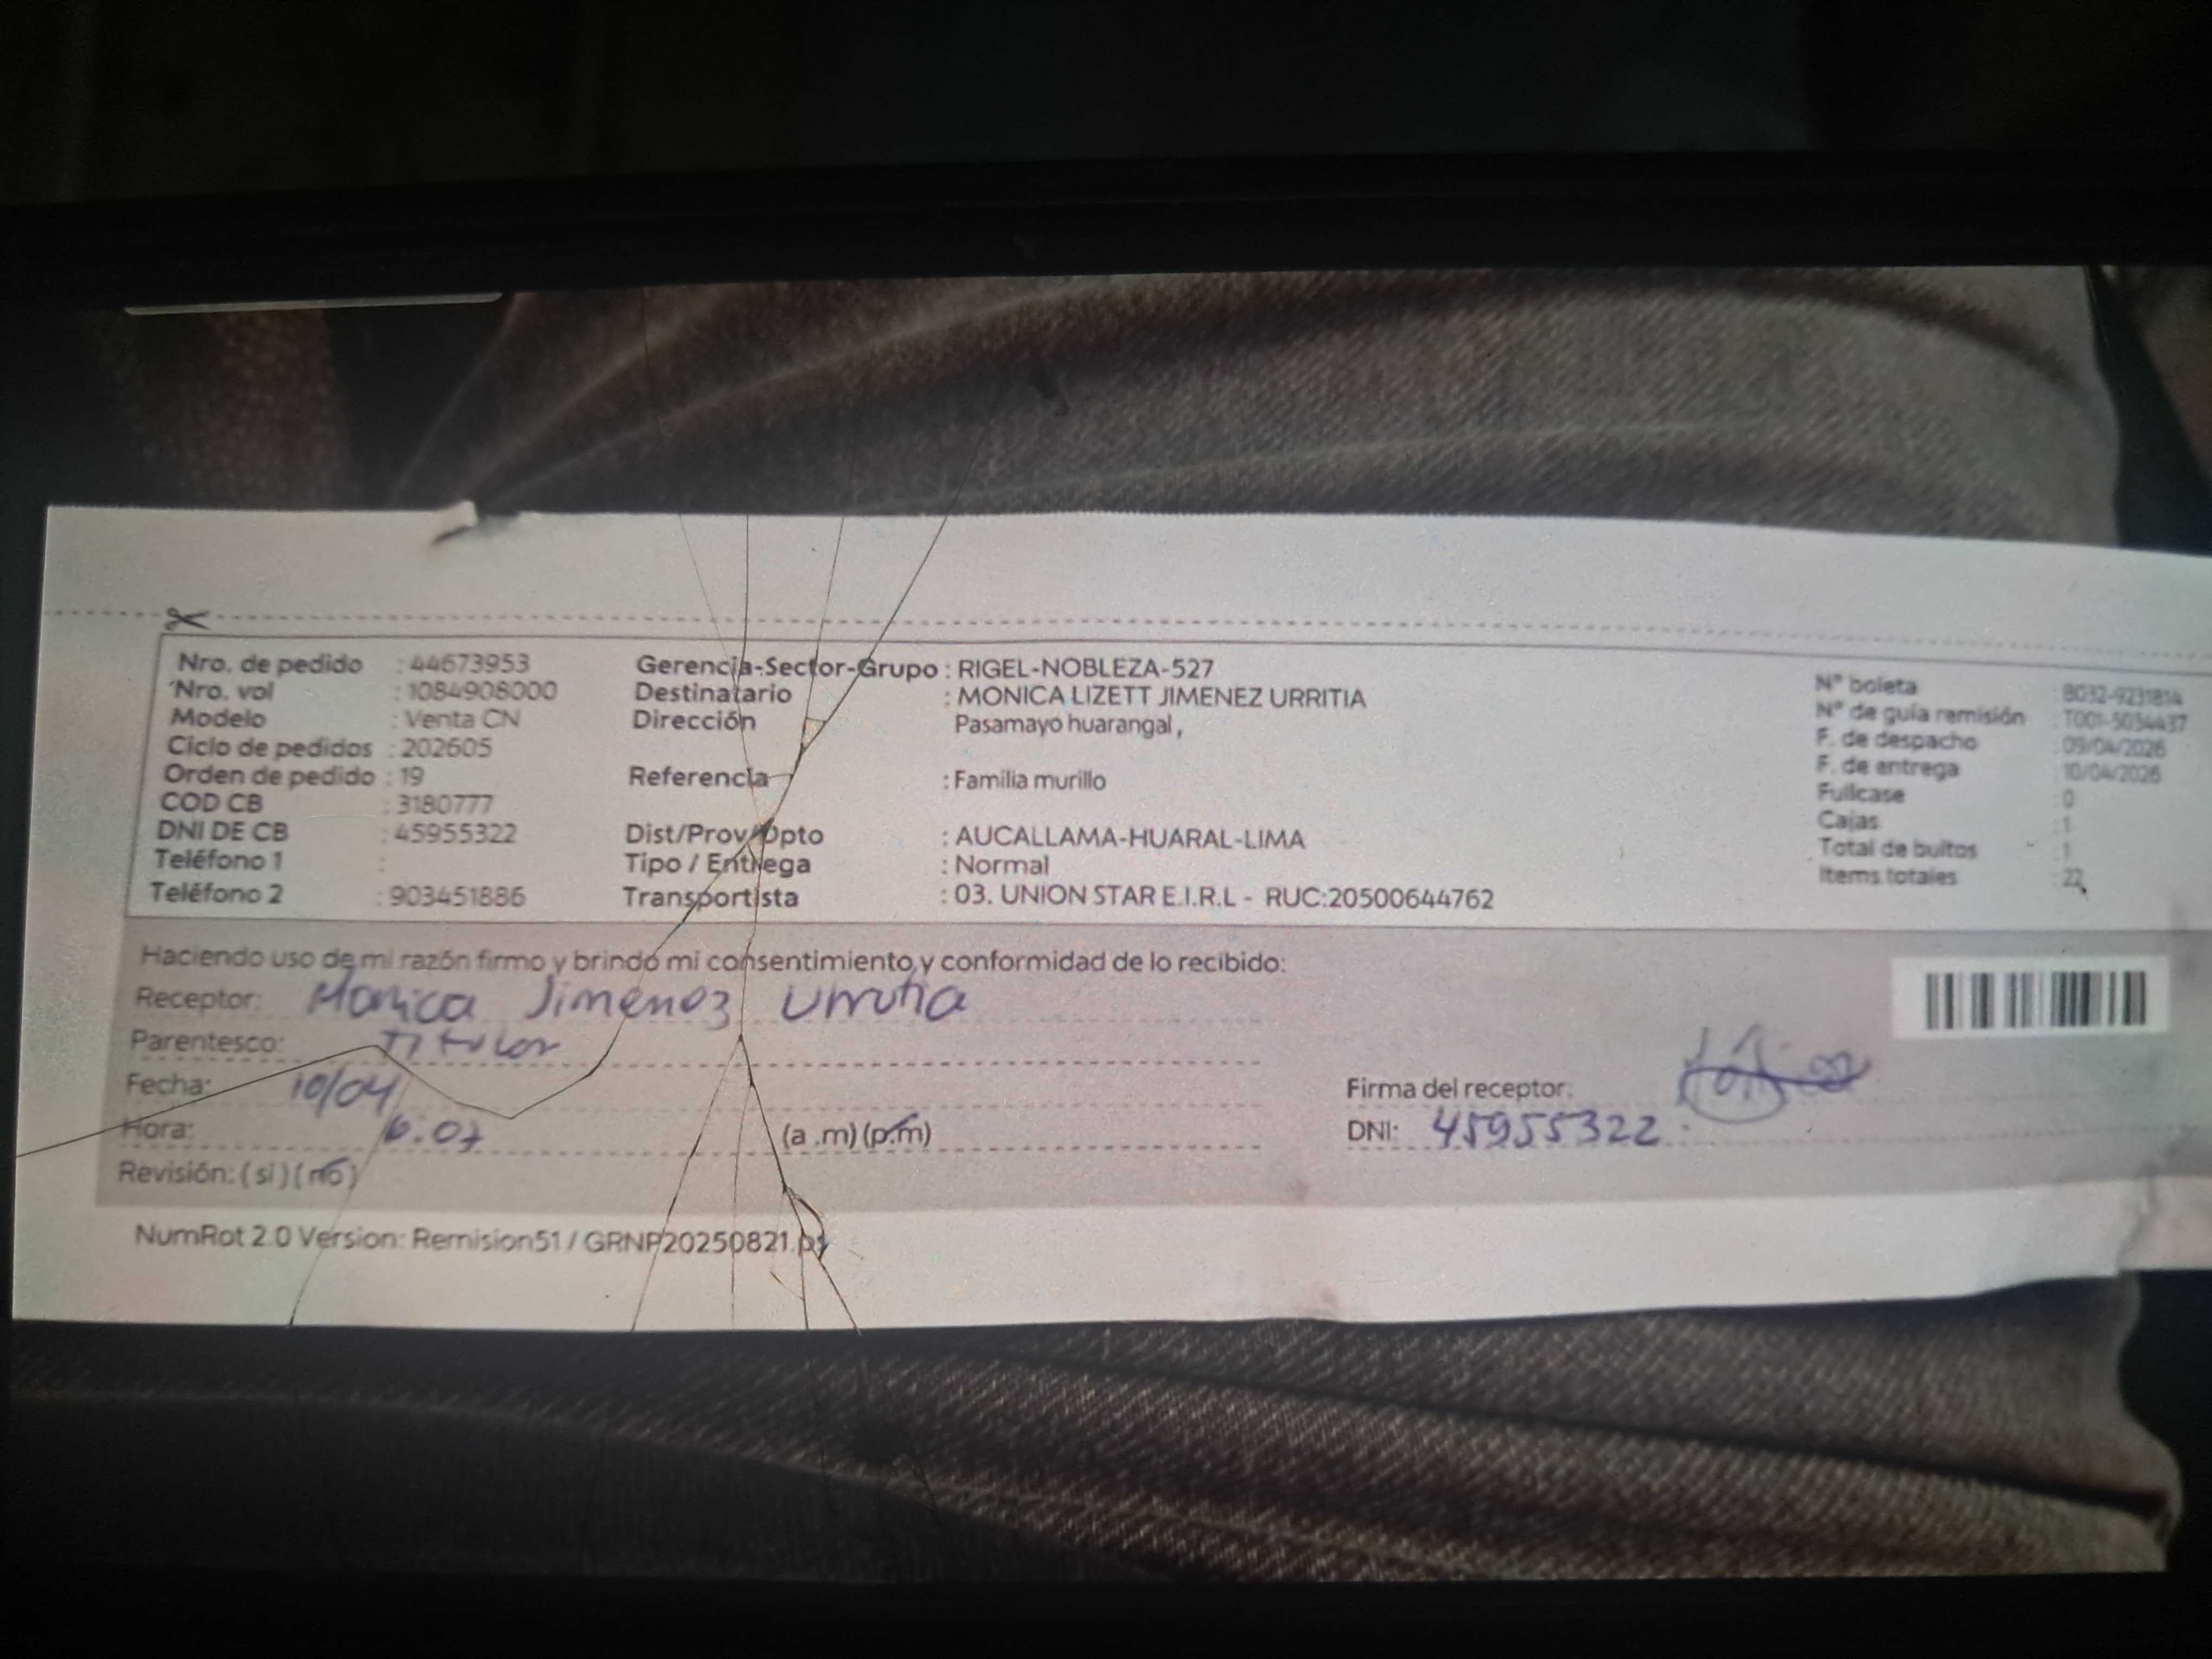 Nro. de pedido : 44673953
Nro. vol : 1084908000
Modelo : Venta CN
Ciclo de pedidos : 202605
Orden de pedido : 19
COD CB : 3180777
DNI DE CB : 45955322
Teléfono 1 :
Teléfono 2 : 903451886
Gerencia-Sector-Grupo : RIGEL-NOBLEZA-527
Destinatario : MONICA LIZETT JIMENEZ URRITIA
Dirección Pasamayo huarangal ,
Referencia : Familia murillo
Dist/Prov/Dpto : AUCALLAMA-HUARAL-LIMA
Tipo / Entrega : Normal
Transportista : 03. UNION STAR E.I.R.L - RUC:20500644762
N° boleta : B032-9231814
N° de guía remisión : T001-5034437
F. de despacho : 09/04/2026
F. de entrega : 10/04/2026
Fullcase : 0
Cajas : 1
Total de bultos : 1
Items totales : 22
Haciendo uso de mi razón firmo y brindo mi consentimiento y conformidad de lo recibido:
Receptor: Monica Jimenez Urrutia
Parentesco: Titular
Fecha: 10/04
Hora: 6:07 (a .m) (p.m)
Revisión: (si) (no)
Firma del receptor:
DNI: 45955322
NumRot 2.0 Version: Remision51 / GRNP20250821.